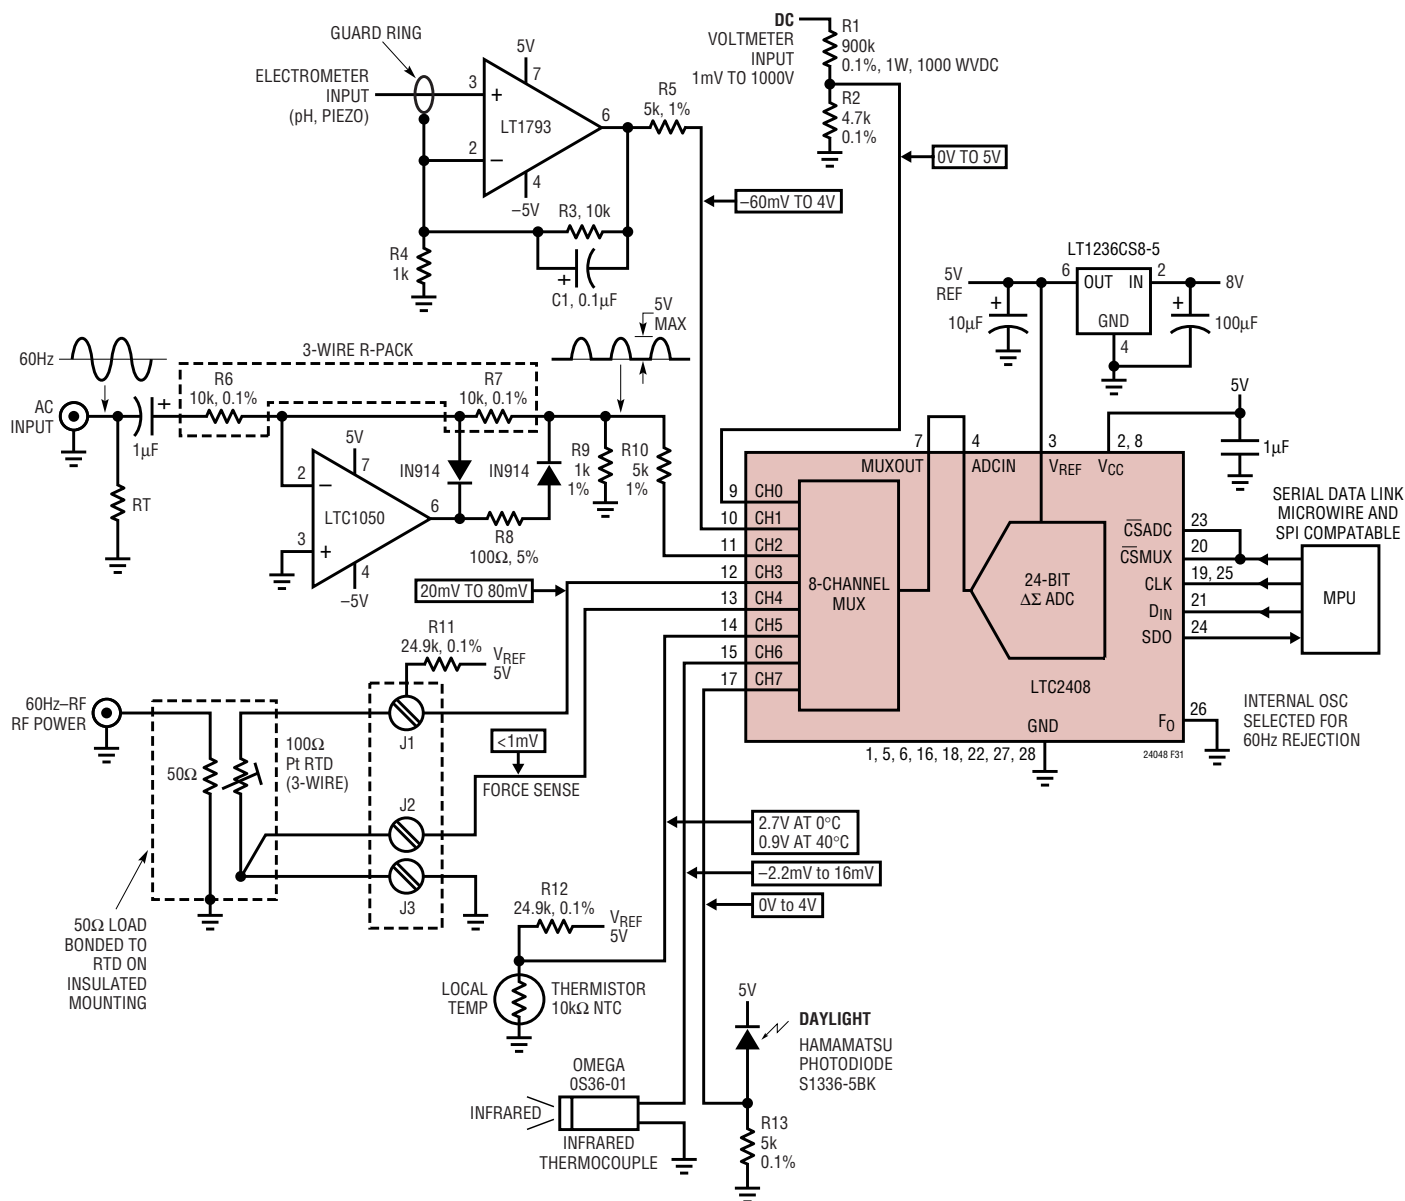 GUARD RING
ELECTROMETER
INPUT
(pH, PIEZO)
5V
7
3
+
LT1793
6
2
−
4
–5V
R5
5k, 1%
R3, 10k
R4
1k
+
C1, 0.1µF
DC
VOLTMETER
INPUT
1mV TO 1000V
R1
900k
0.1%, 1W, 1000 WVDC
R2
4.7k
0.1%
0V TO 5V
–60mV TO 4V
LT1236CS8-5
5V
REF
6
OUT
IN
2
8V
GND
4
+
10µF
+
100µF
5V
1µF
60Hz
AC
INPUT
+
1µF
RT
3-WIRE R-PACK
R6
10k, 0.1%
R7
10k, 0.1%
5V
MAX
5V
7
2
−
LTC1050
6
3
+
4
–5V
IN914
IN914
R8
100Ω, 5%
R9
1k
1%
R10
5k
1%
7
4
3
2, 8
MUXOUT
ADCIN
VREF
VCC
9
CH0
10
CH1
11
CH2
12
CH3
13
CH4
14
CH5
15
CH6
17
CH7
8-CHANNEL
MUX
24-BIT
ΔΣ ADC
LTC2408
GND
1, 5, 6, 16, 18, 22, 27, 28
CSADC
23
CSMUX
20
CLK
19, 25
DIN
21
SDO
24
FO
26
SERIAL DATA LINK
MICROWIRE AND
SPI COMPATABLE
MPU
INTERNAL OSC
SELECTED FOR
60Hz REJECTION
24048 F31
20mV TO 80mV
R11
24.9k, 0.1%
VREF
5V
60Hz–RF
RF POWER
50Ω
100Ω
Pt RTD
(3-WIRE)
J1
J2
J3
<1mV
FORCE SENSE
50Ω LOAD
BONDED TO
RTD ON
INSULATED
MOUNTING
2.7V AT 0°C
0.9V AT 40°C
–2.2mV to 16mV
0V to 4V
R12
24.9k, 0.1%
VREF
5V
LOCAL
TEMP
THERMISTOR
10kΩ NTC
5V
DAYLIGHT
HAMAMATSU
PHOTODIODE
S1336-5BK
OMEGA
0S36-01
INFRARED
INFRARED
THERMOCOUPLE
R13
5k
0.1%